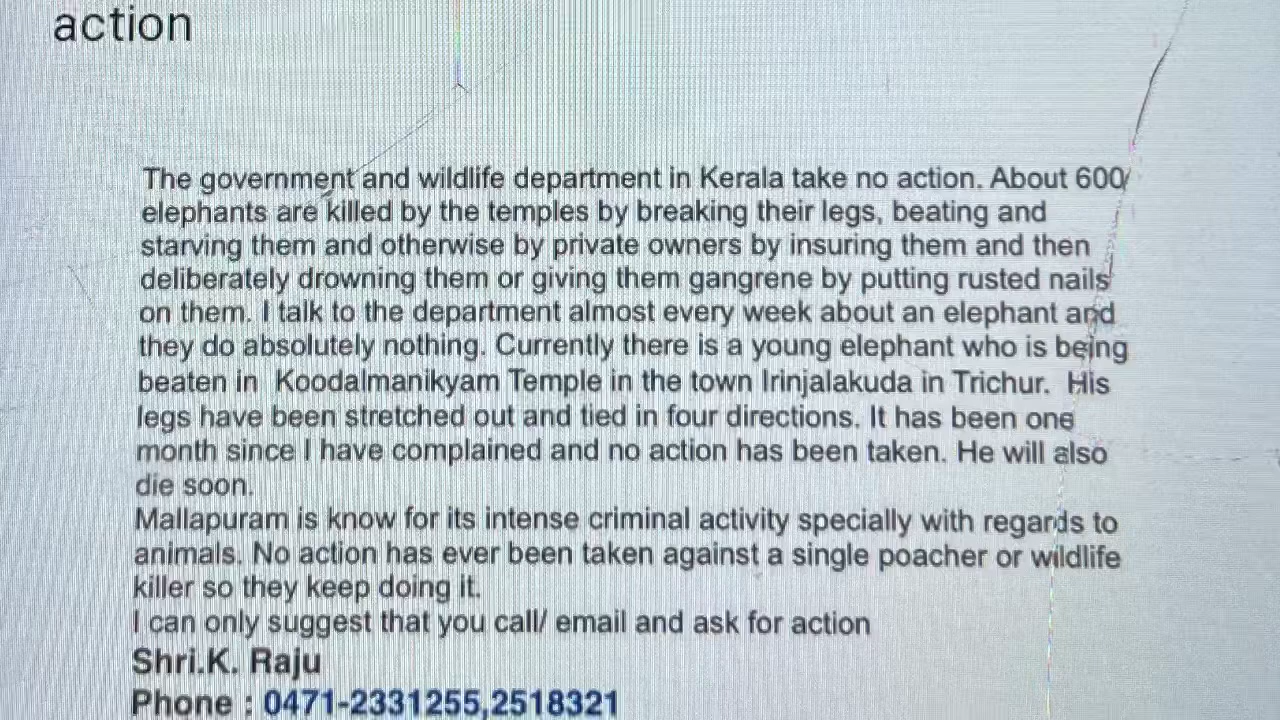 action
The government and wildlife department in Kerala take no action. About 600
elephants are killed by the temples by breaking their legs, beating and
starving them and otherwise by private owners by insuring them and then
deliberately drowning them or giving them gangrene by putting rusted nails
on them. I talk to the department almost every week about an elephant and
they do absolutely nothing. Currently there is a young elephant who is being
beaten in  Koodalmanikyam Temple in the town Irinjalakuda in Trichur.  His
legs have been stretched out and tied in four directions. It has been one
month since I have complained and no action has been taken. He will also
die soon.
Mallapuram is know for its intense criminal activity specially with regards to
animals. No action has ever been taken against a single poacher or wildlife
killer so they keep doing it.
I can only suggest that you call/ email and ask for action
Shri.K. Raju
Phone : 0471-2331255,2518321